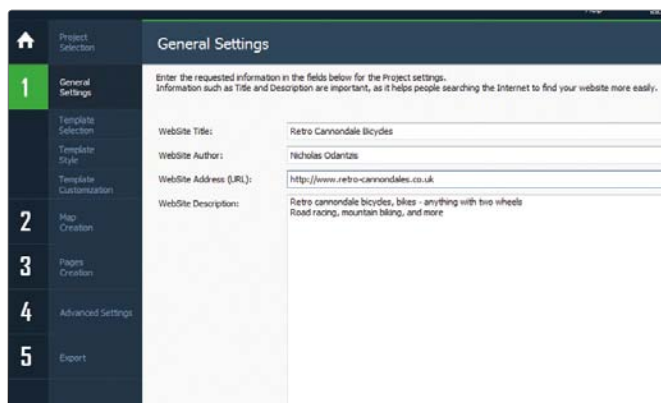 Project
Selection
General Settings
1
General
Settings
Enter the requested information in the fields below for the Project settings.
Information such as Title and Description are important, as it helps people searching the Internet to find your website more easily.
Template
Selection
Template
Style
Template
Customization
WebSite Title:
Retro Cannondale Bicycles
WebSite Author:
Nicholas Odantzis
WebSite Address (URL):
http://www.retro-cannondales.co.uk
WebSite Description:
Retro cannondale bicycles, bikes - anything with two wheels
Road racing, mountain biking, and more
2
Map
Creation
3
Pages
Creation
4
Advanced Settings
5
Export